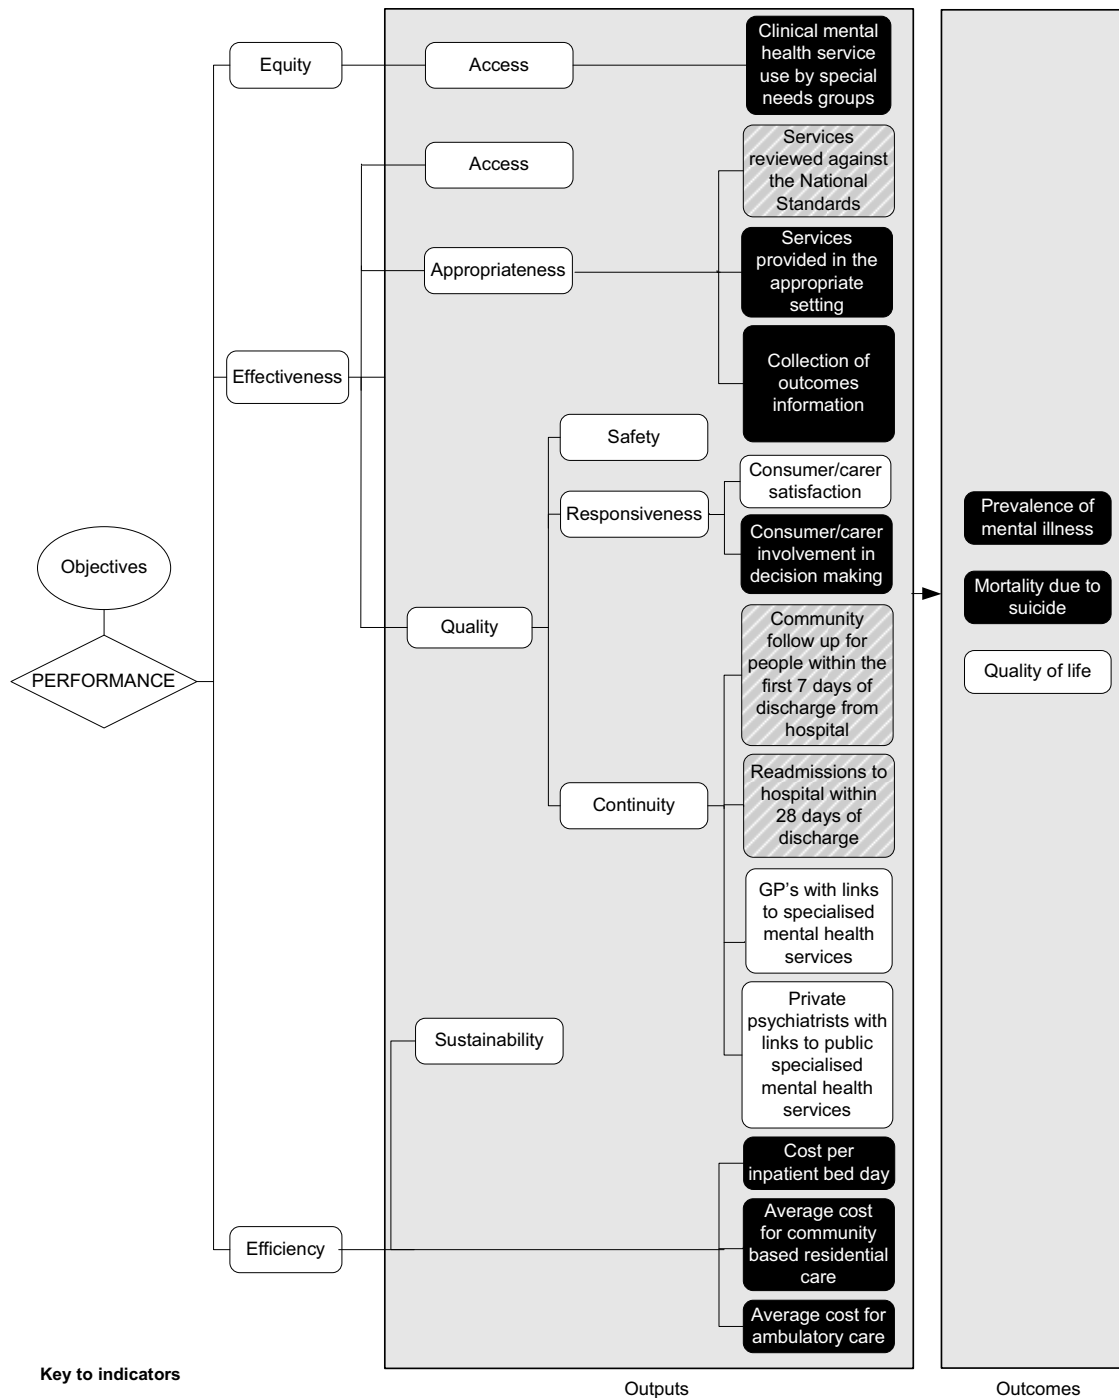 Equity
Access
Clinical mental
health service
use by special
needs groups
Access
Services
reviewed against
the National
Standards
Appropriateness
Services
provided in the
appropriate
setting
Effectiveness
Collection of
outcomes
information
Safety
Consumer/carer
satisfaction
Responsiveness
Consumer/carer
involvement in
decision making
Objectives
PERFORMANCE
Quality
Community
follow up for
people within the
first 7 days of
discharge from
hospital
Continuity
Readmissions to
hospital within
28 days of
discharge
GP's with links
to specialised
mental health
services
Private
psychiatrists with
links to public
specialised
mental health
services
Sustainability
Cost per
inpatient bed day
Efficiency
Average cost
for community
based residential
care
Average cost for
ambulatory care
Prevalence of
mental illness
Mortality due to
suicide
Quality of life
Key to indicators
Outputs
Outcomes